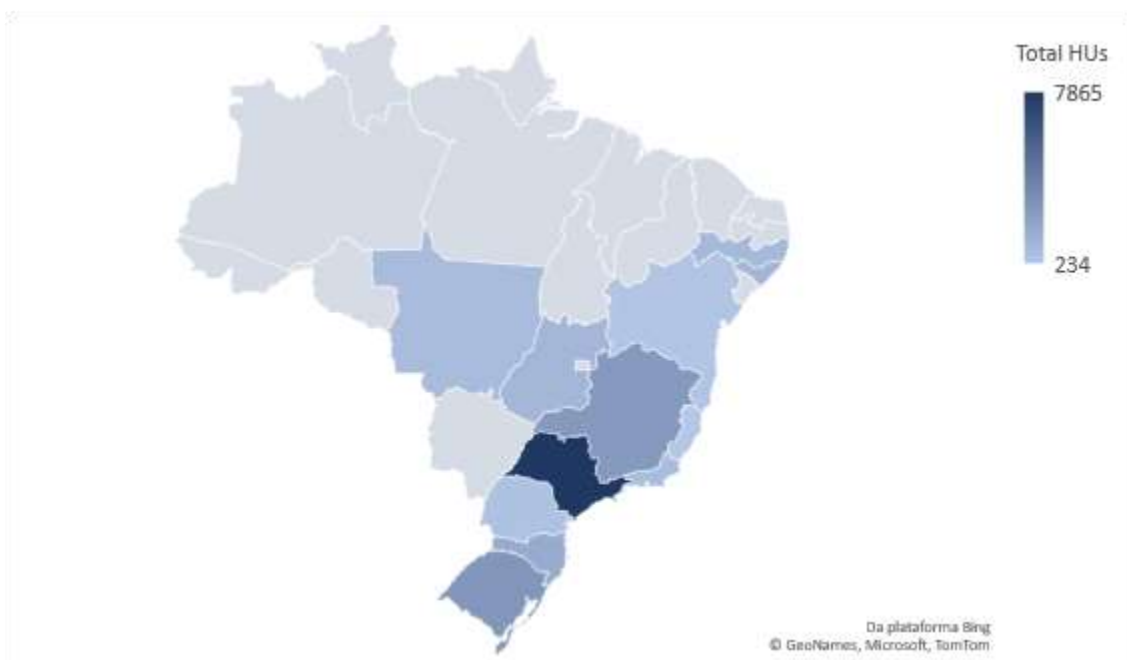 Total HUs
7865
234
Da plataforma Bing
© GeoNames, Microsoft, TomTom